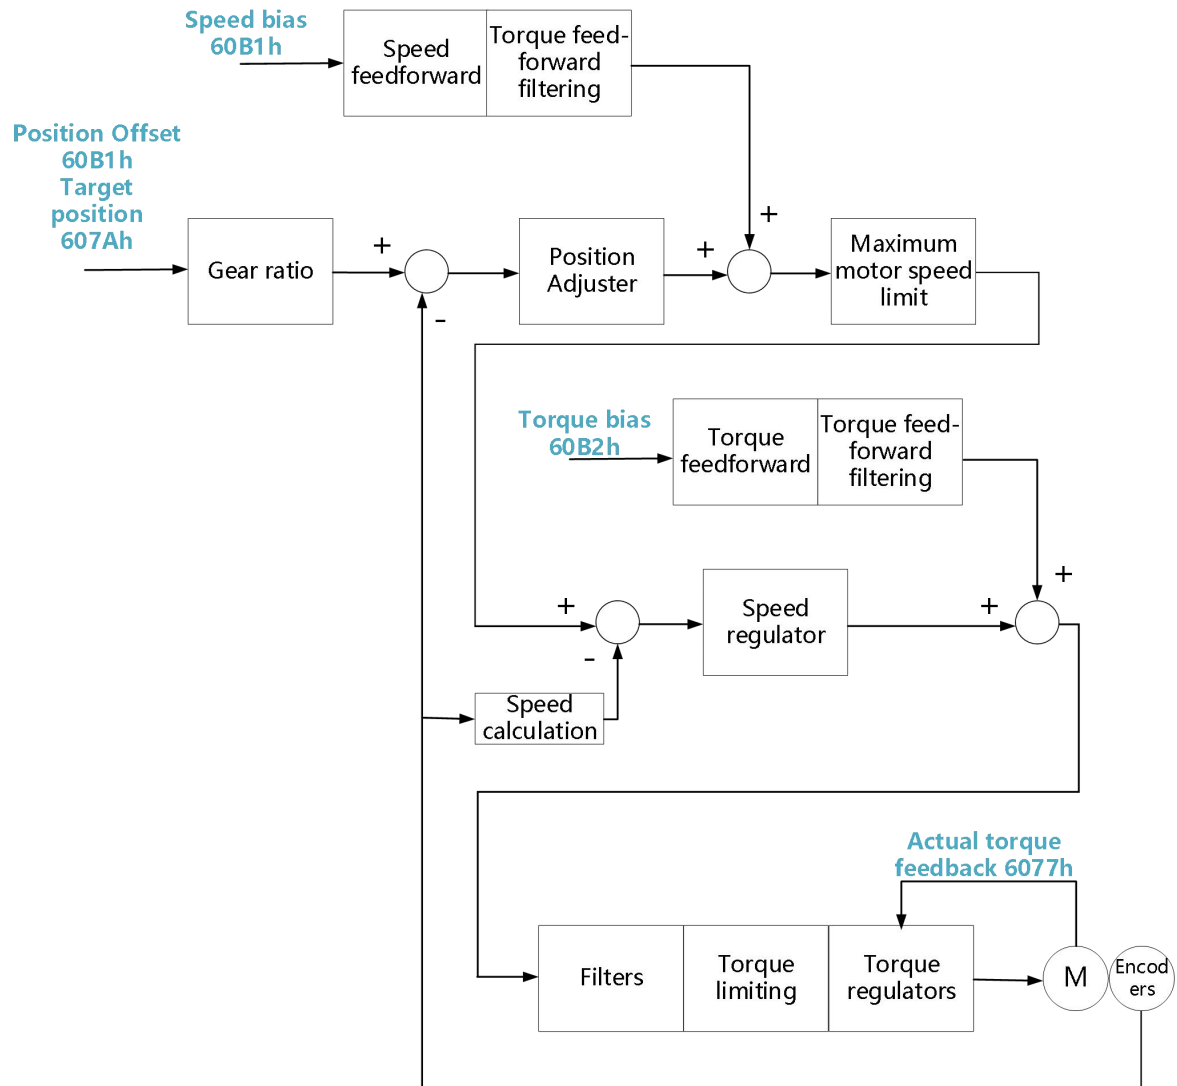 Speed bias
60B1h
Speed
feedforward
Torque feed-
forward
filtering
Position Offset
60B1h
Target
position
607Ah
Gear ratio
+
-
Position
Adjuster
+
+
Maximum
motor speed
limit
Torque bias
60B2h
Torque
feedforward
Torque feed-
forward
filtering
+
-
Speed
regulator
+
+
Speed
calculation
Actual torque
feedback 6077h
Filters
Torque
limiting
Torque
regulators
M
Encod
ers